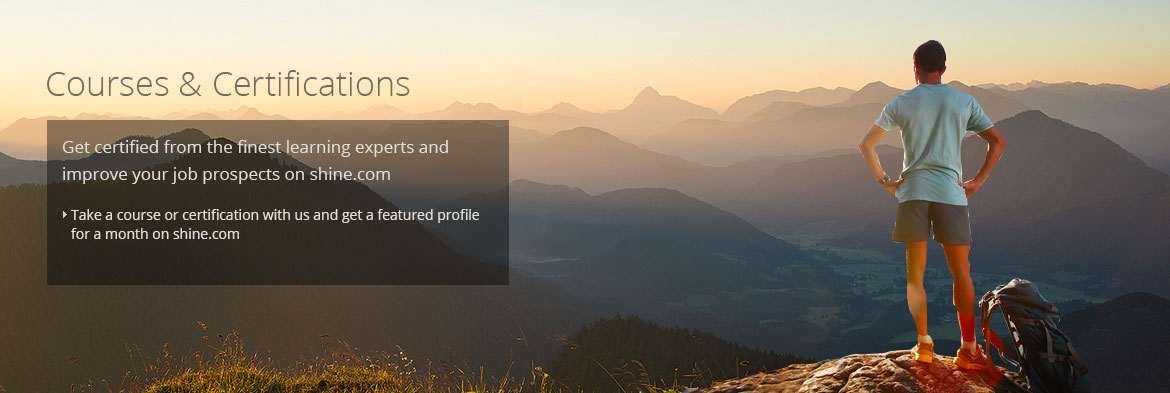 Courses & Certifications
Get certified from the finest learning experts and
improve your job prospects on shine.com
Take a course or certification with us and get a featured profile
for a month on shine.com